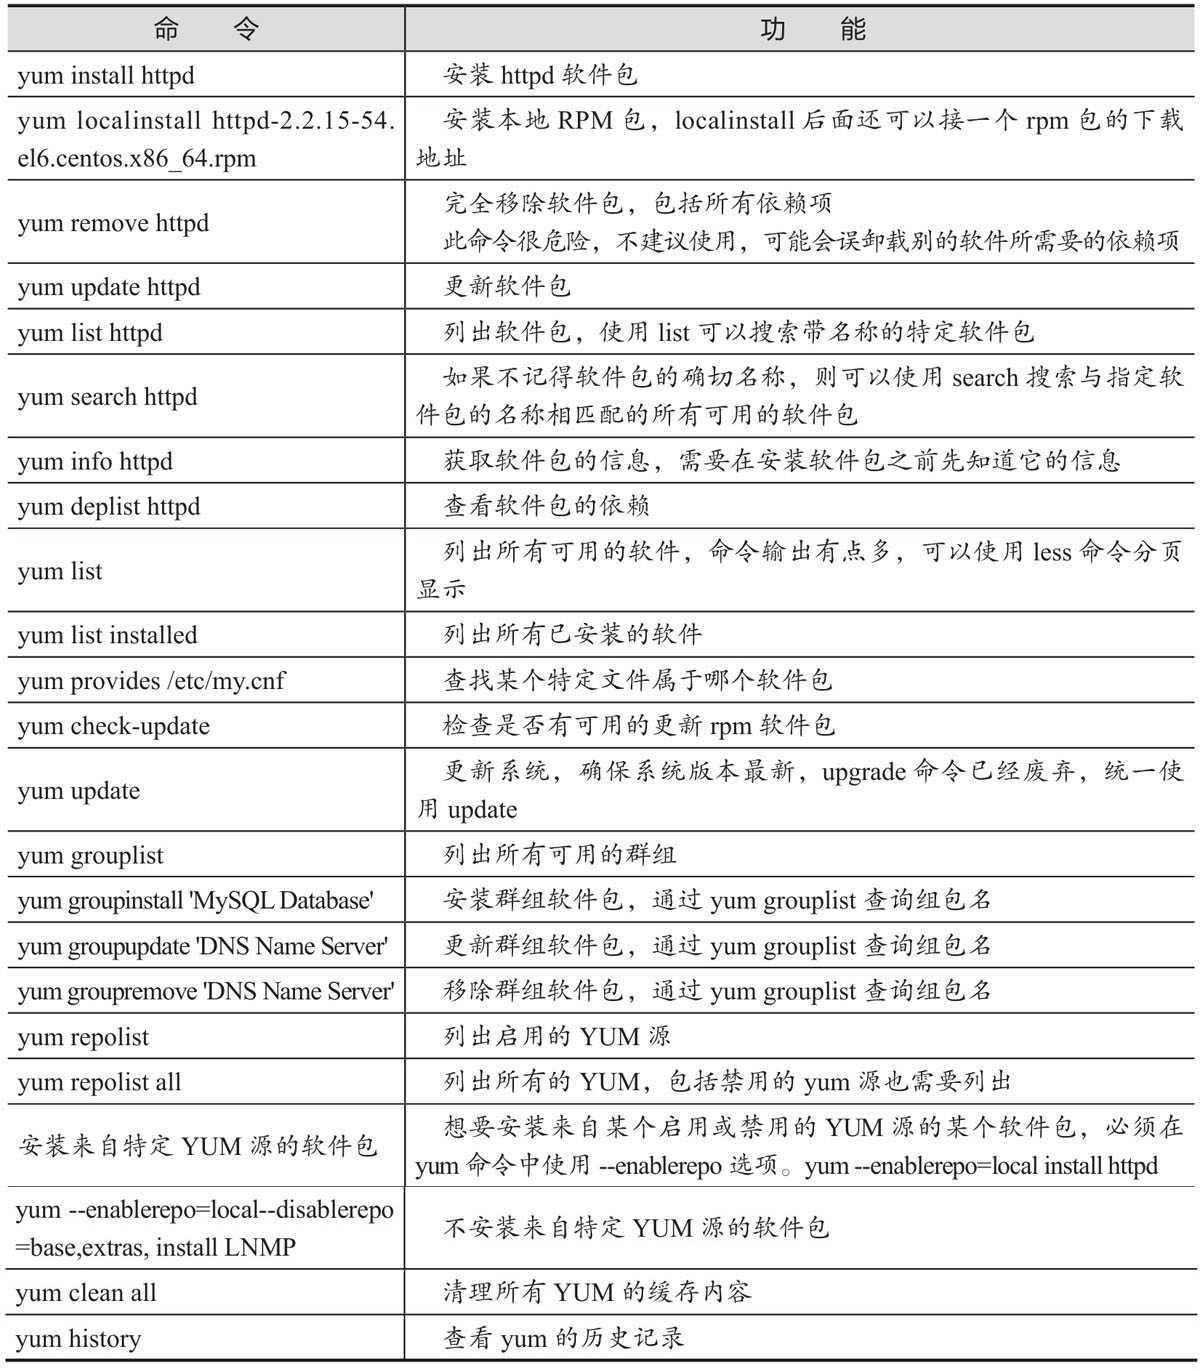 命　　令
功　　能
yum install httpd
安装 httpd 软件包
yum localinstall httpd-2.2.15-54.
el6.centos.x86_64.rpm
安装本地 RPM 包，localinstall 后面还可以接一个 rpm 包的下载
地址
yum remove httpd
完全移除软件包，包括所有依赖项
此命令很危险，不建议使用，可能会误卸载别的软件所需要的依赖项
yum update httpd
更新软件包
yum list httpd
列出软件包，使用 list 可以搜索带名称的特定软件包
yum search httpd
如果不记得软件包的确切名称，则可以使用 search 搜索与指定软
件包的名称相匹配的所有可用的软件包
yum info httpd
获取软件包的信息，需要在安装软件包之前先知道它的信息
yum deplist httpd
查看软件包的依赖
yum list
列出所有可用的软件，命令输出有点多，可以使用 less 命令分页
显示
yum list installed
列出所有已安装的软件
yum provides /etc/my.cnf
查找某个特定文件属于哪个软件包
yum check-update
检查是否有可用的更新 rpm 软件包
yum update
更新系统，确保系统版本最新，upgrade 命令已经废弃，统一使
用 update
yum grouplist
列出所有可用的群组
yum groupinstall 'MySQL Database'
安装群组软件包，通过 yum grouplist 查询组包名
yum groupupdate 'DNS Name Server'
更新群组软件包，通过 yum grouplist 查询组包名
yum groupremove 'DNS Name Server'
移除群组软件包，通过 yum grouplist 查询组包名
yum repolist
列出启用的 YUM 源
yum repolist all
列出所有的 YUM，包括禁用的 yum 源也需要列出
安装来自特定 YUM 源的软件包
想要安装来自某个启用或禁用的 YUM 源的某个软件包，必须在
yum 命令中使用 --enablerepo 选项。yum --enablerepo=local install httpd
yum --enablerepo=local--disablerepo
=base,extras, install LNMP
不安装来自特定 YUM 源的软件包
yum clean all
清理所有 YUM 的缓存内容
yum history
查看 yum 的历史记录